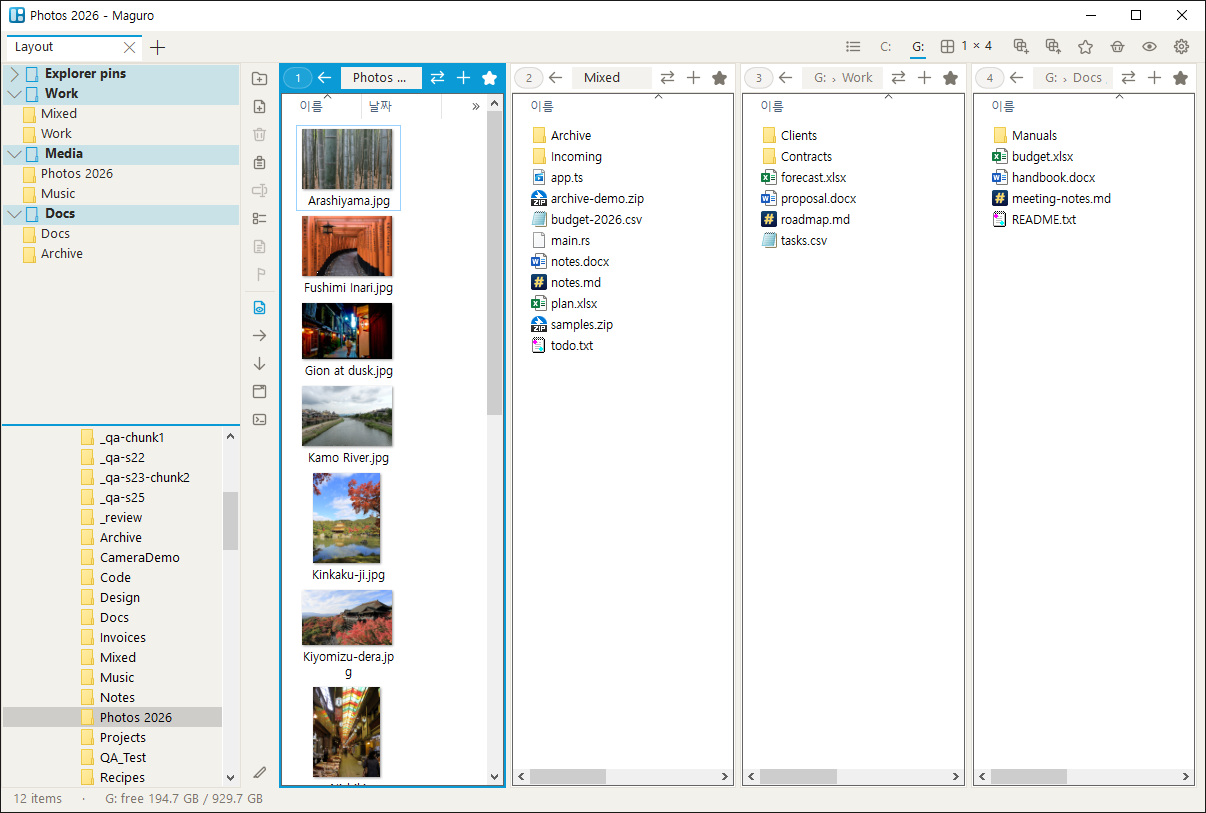 Photos 2026 - Maguro
Layout
C:
G:
1 × 4
Explorer pins
Work
Mixed
Work
Media
Photos 2026
Music
Docs
Docs
Archive
_qa-chunk1
_qa-s22
_qa-s23-chunk2
_qa-s25
_review
Archive
CameraDemo
Code
Design
Docs
Invoices
Mixed
Music
Notes
Photos 2026
Projects
QA_Test
Recipes
1
Photos ...
이름
날짜
»
Arashiyama.jpg
Fushimi Inari.jpg
Gion at dusk.jpg
Kamo River.jpg
Kinkaku-ji.jpg
Kiyomizu-dera.jp
g
2
Mixed
이름
Archive
Incoming
app.ts
archive-demo.zip
budget-2026.csv
main.rs
notes.docx
notes.md
plan.xlsx
samples.zip
todo.txt
3
G: › Work
이름
Clients
Contracts
forecast.xlsx
proposal.docx
roadmap.md
tasks.csv
4
G: › Docs
이름
Manuals
budget.xlsx
handbook.docx
meeting-notes.md
README.txt
12 items · G: free 194.7 GB / 929.7 GB